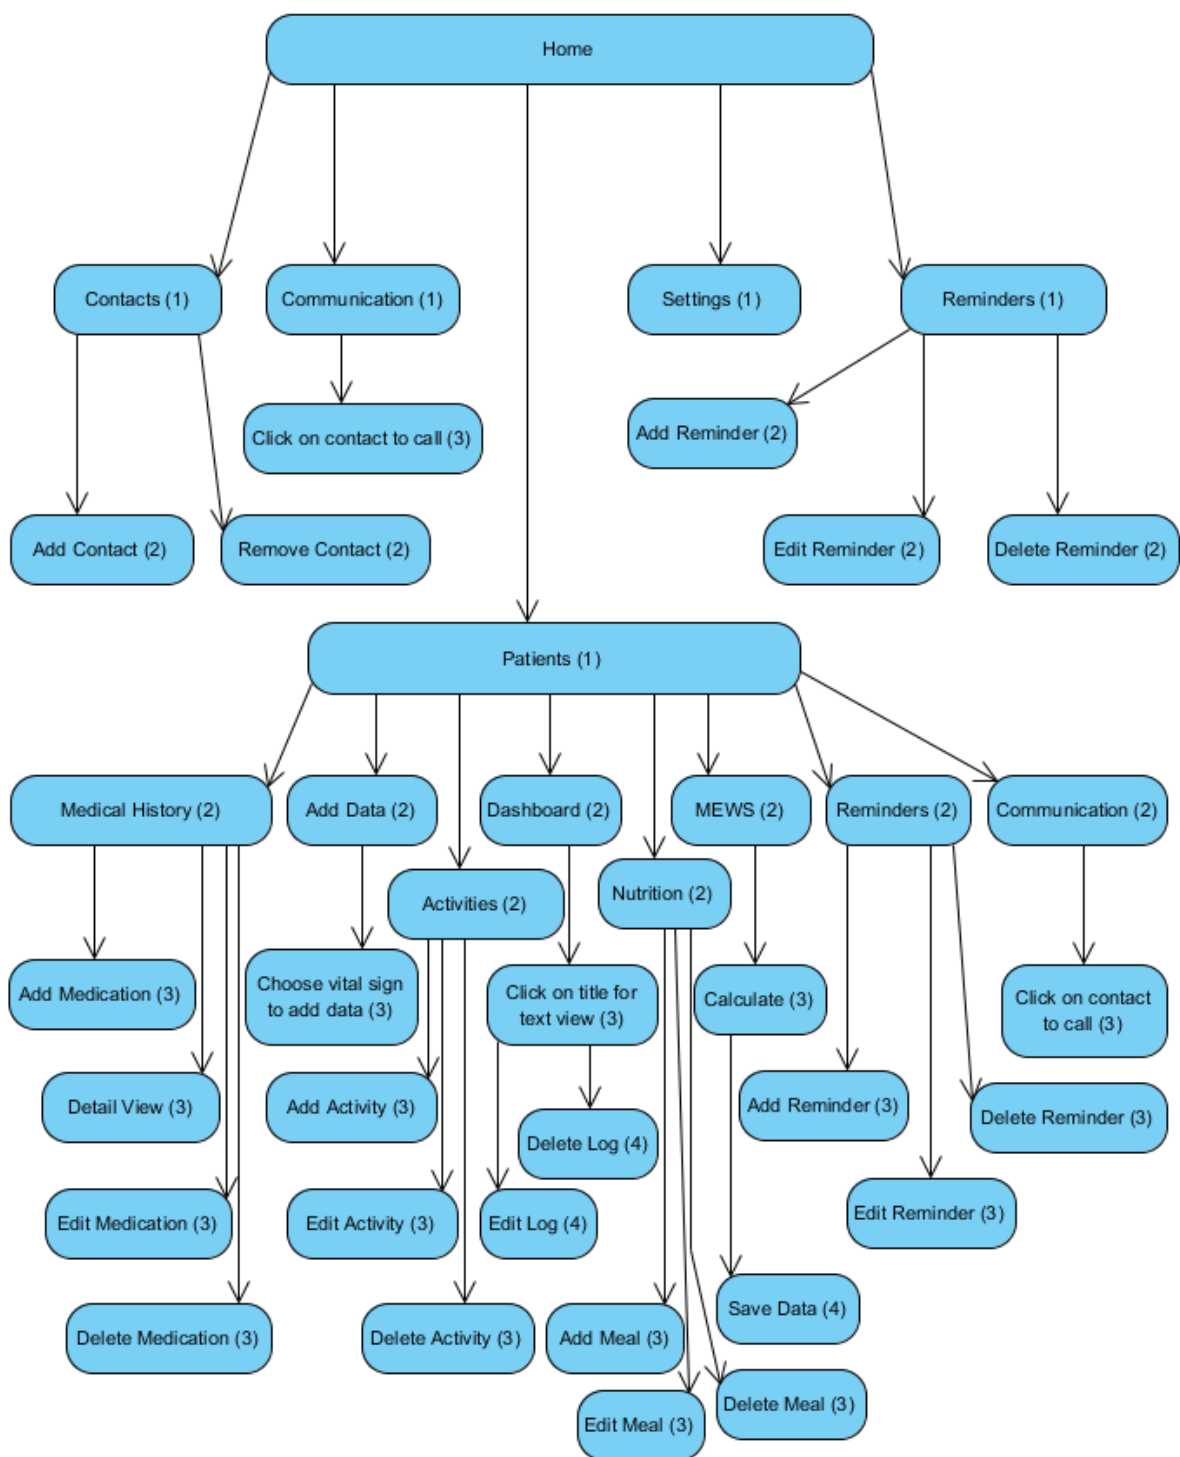 Home
Contacts (1)
Communication (1)
Settings (1)
Reminders (1)
Click on contact to call (3)
Add Reminder (2)
Add Contact (2)
Remove Contact (2)
Edit Reminder (2)
Delete Reminder (2)
Patients (1)
Medical History (2)
Add Data (2)
Dashboard (2)
MEWS (2)
Reminders (2)
Communication (2)
Activities (2)
Nutrition (2)
Add Medication (3)
Choose vital sign
to add data (3)
Click on title for
text view (3)
Calculate (3)
Click on contact
to call (3)
Detail View (3)
Add Activity (3)
Add Reminder (3)
Delete Reminder (3)
Delete Log (4)
Edit Medication (3)
Edit Activity (3)
Edit Log (4)
Edit Reminder (3)
Save Data (4)
Delete Medication (3)
Delete Activity (3)
Add Meal (3)
Delete Meal (3)
Edit Meal (3)